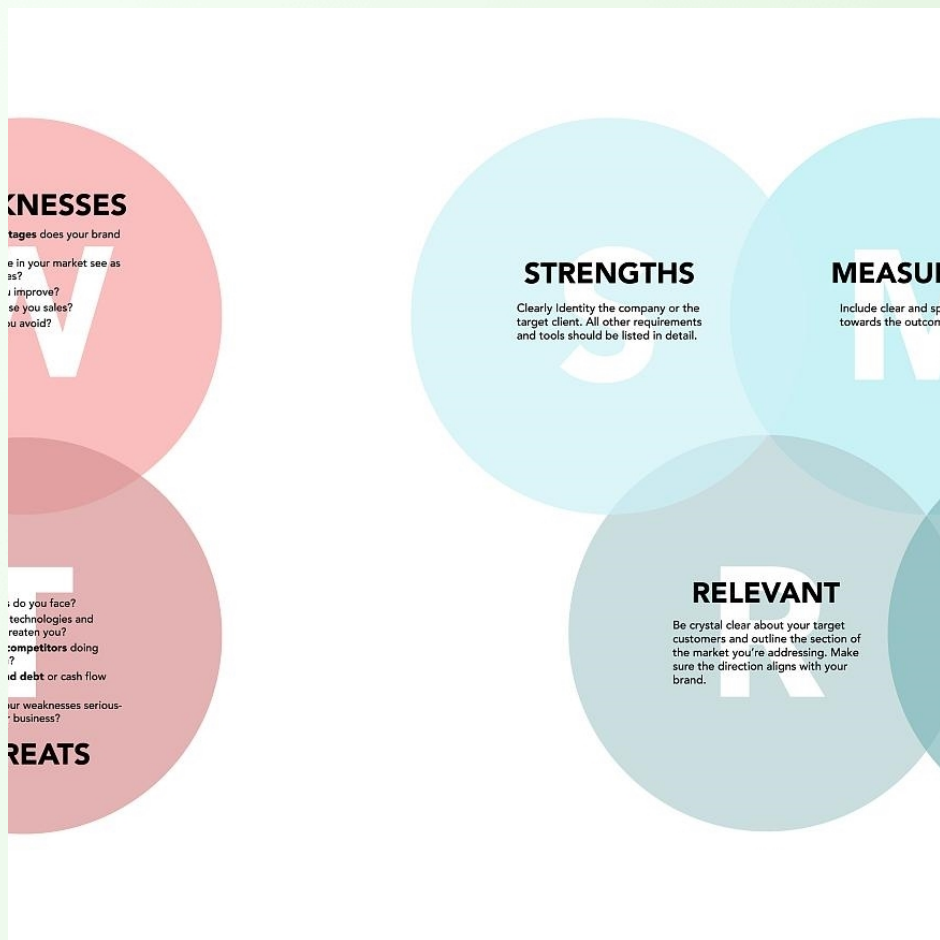 KNESSES
tages does your brand
e in your market see as
es?
u improve?
se you sales?
ou avoid?
W
T
s do you face?
technologies and
reaten you?
competitors doing
?
nd debt or cash flow
our weaknesses serious-
r business?
REATS
S
STRENGTHS
Clearly Identity the company or the
target client. All other requirements
and tools should be listed in detail.
M
MEASU
Include clear and sp
towards the outcon
R
RELEVANT
Be crystal clear about your target
customers and outline the section of
the market you're addressing. Make
sure the direction aligns with your
brand.